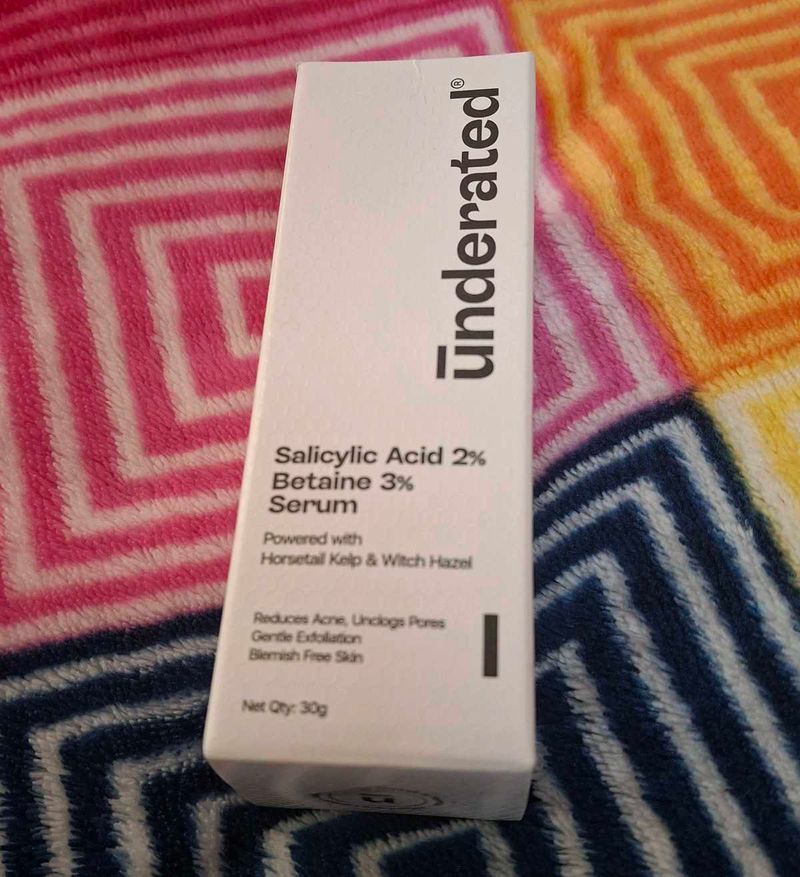 ūnderated®
Salicylic Acid 2%
Betaine 3%
Serum
Powered with
Horsetail Kelp & Witch Hazel
Reduces Acne, Unclogs Pores
Gentle Exfoliation
Blemish Free Skin
Net Qty: 30g
ū